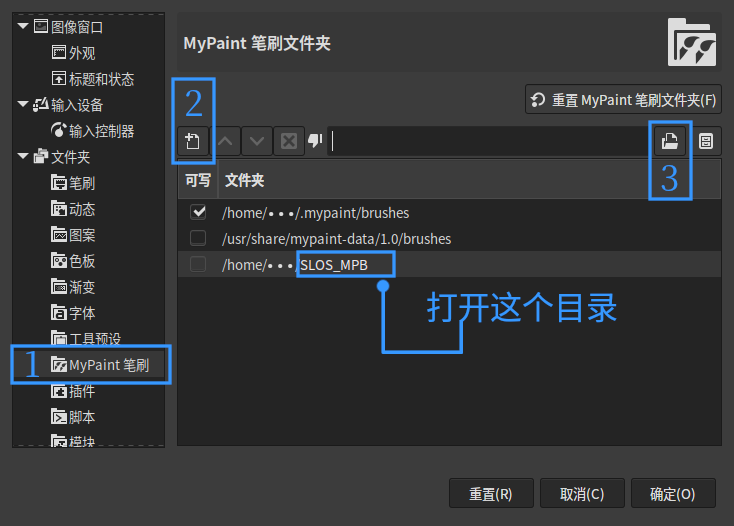 图像窗口
外观
标题和状态
输入设备
输入控制器
文件夹
笔刷
动态
图案
色板
渐变
字体
工具预设
1 MyPaint 笔刷
插件
脚本
模块
MyPaint 笔刷文件夹
重置 MyPaint 笔刷文件夹(F)
2
3
可写 文件夹
/home/•••/.mypaint/brushes
/usr/share/mypaint-data/1.0/brushes
/home/•••/SLOS_MPB
打开这个目录
重置(R) 取消(C) 确定(O)